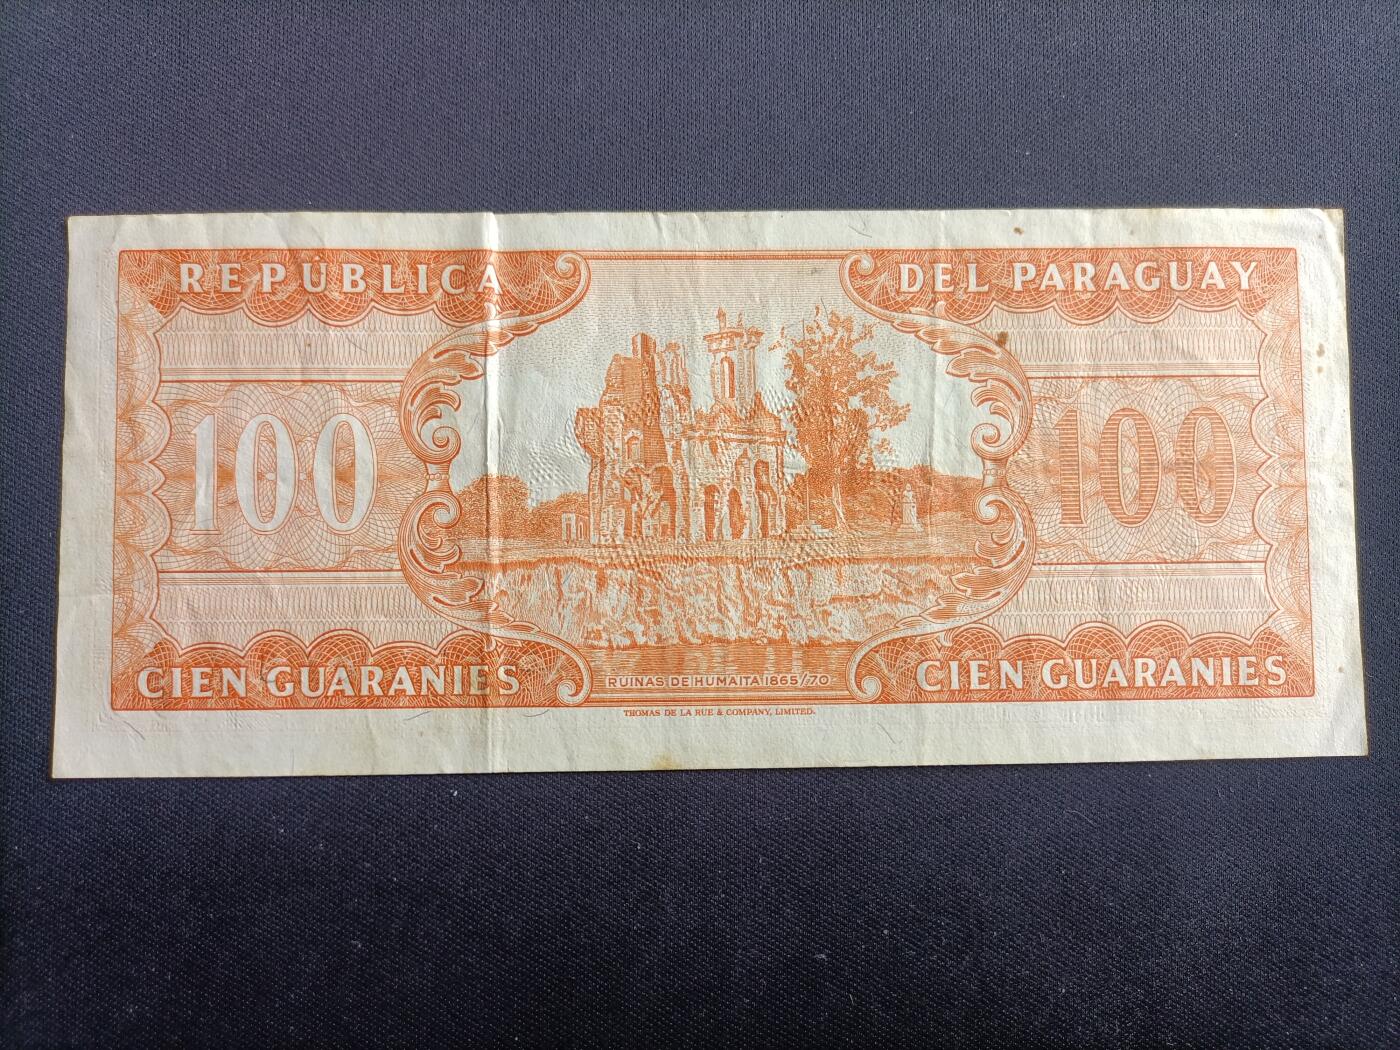 REPÚBLICA DEL PARAGUAY
100 100
CIEN GUARANIES CIEN GUARANIES
RUINAS DE HUMAITA 1865/70
THOMAS DE LA RUE & COMPANY, LIMITED.